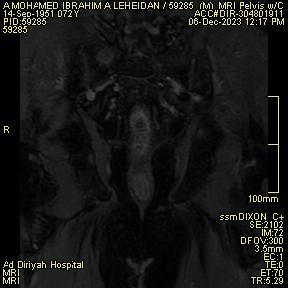 A MOHAMED IBRAHIM A LEHEIDAN / 59285 (M) MRI Pelvis w/C
14-Sep-1951 072Y ACC#DIR-304801911
PID:59285 06-Dec-2023 12:17 PM
59285
R
100mm
ssmDIXON C+
SE:2102
IM:72
DFOV:300
3.5mm
EC:1
Ad Diriyah Hospital TE:0
MRI ET:70
MRI TR:5.29